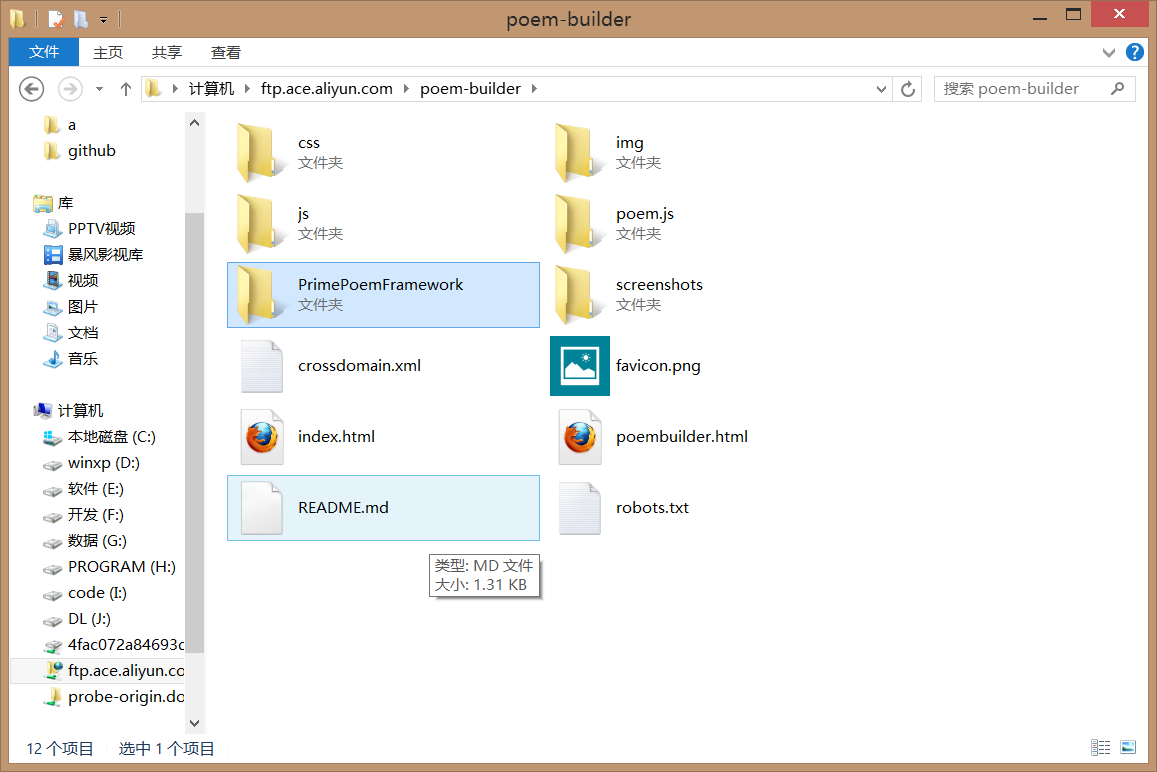 poem-builder
文件
主页
共享
查看
计算机
ftp.ace.aliyun.com
poem-builder
搜索 poem-builder
a
github
库
PPTV视频
暴风影视库
视频
图片
文档
音乐
计算机
本地磁盘 (C:)
winxp (D:)
软件 (E:)
开发 (F:)
数据 (G:)
PROGRAM (H:)
code (I:)
DL (J:)
4fac072a84693c
ftp.ace.aliyun.co
probe-origin.do
css
文件夹
img
文件夹
js
文件夹
poem.js
文件夹
PrimePoemFramework
文件夹
screenshots
文件夹
crossdomain.xml
favicon.png
index.html
poembuilder.html
README.md
robots.txt
类型: MD 文件
大小: 1.31 KB
12 个项目
选中 1 个项目